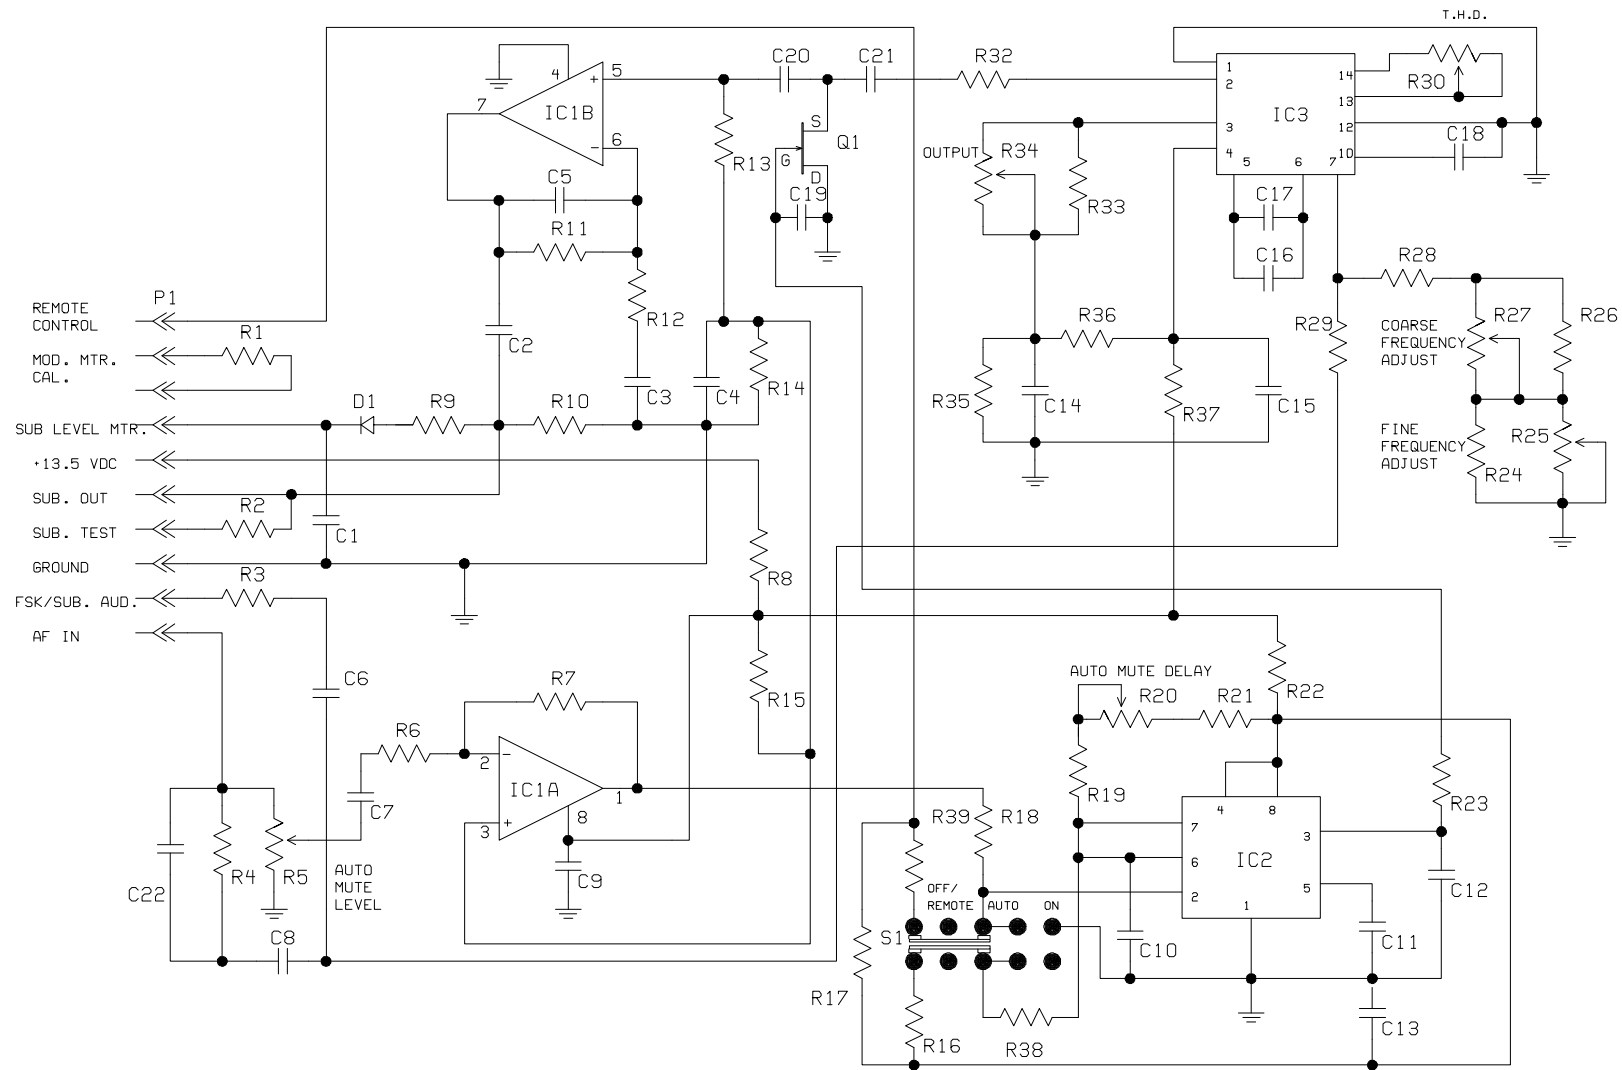 T.H.D.
C20
C21
R32
1
2
3
4
5
6
7
14
13
12
10
IC3
R30
C18
4
5
+
7
IC1B
6
-
S
G
D
Q1
R13
C19
OUTPUT
R34
R33
C17
C16
C5
R11
R12
C2
R28
R27
R26
R29
COARSE
FREQUENCY
ADJUST
P1
REMOTE
CONTROL
R1
MOD. MTR.
CAL.
R36
R14
C3
C4
R35
C14
R37
C15
D1
R9
R10
SUB LEVEL MTR.
+13.5 VDC
SUB. OUT
R2
SUB. TEST
C1
GROUND
R3
FSK/SUB. AUD.
AF IN
FINE
FREQUENCY
ADJUST
R25
R24
R8
C6
R7
R15
AUTO MUTE DELAY
R20
R21
R22
R6
2
-
IC1A
1
8
3
+
C7
R19
R23
R39
R18
4
8
7
6
2
3
5
1
IC2
C22
R4
R5
AUTO
MUTE
LEVEL
C9
C12
OFF/
REMOTE
AUTO
ON
C8
S1
C10
C11
R17
R16
R38
C13